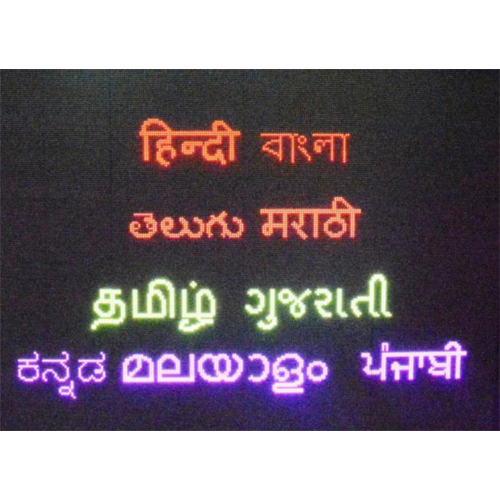 हिन्दी বাংলা
తెలుగు मराठी
தமிழ் ગુજરાતી
ಕನ್ನಡ മലയാളം ਪੰਜਾਬੀ